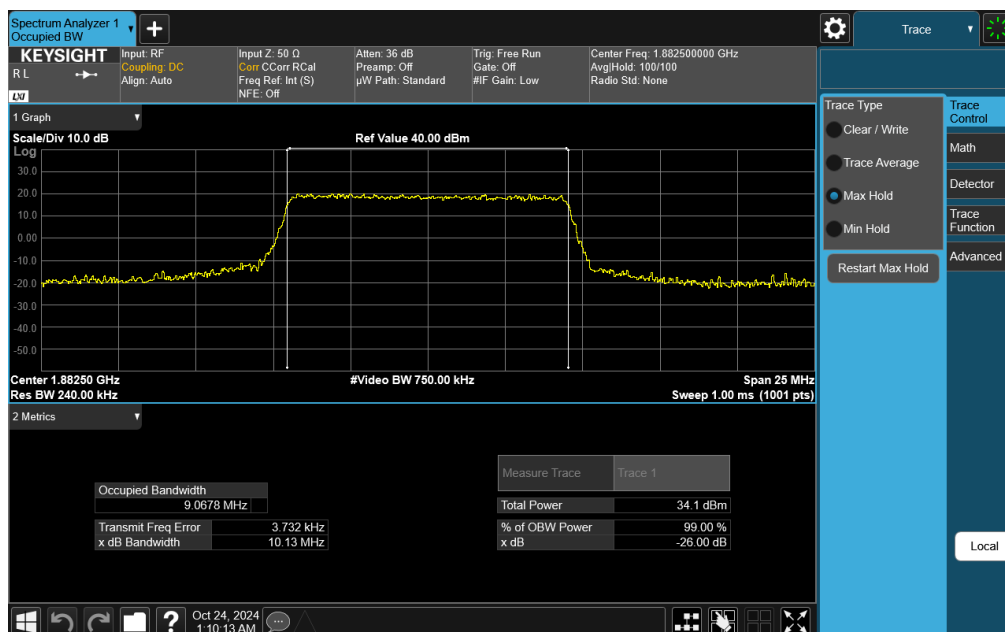 Spectrum Analyzer 1
Occupied BW
+
Trace
KEYSIGHT
R L
LXI
Input: RF
Coupling: DC
Align: Auto
Input Z: 50 Ω
Corr CCorr RCal
Freq Ref: Int (S)
NFE: Off
Atten: 36 dB
Preamp: Off
µW Path: Standard
Trig: Free Run
Gate: Off
#IF Gain: Low
Center Freq: 1.882500000 GHz
Avg|Hold: 100/100
Radio Std: None
1 Graph
Scale/Div 10.0 dB
Ref Value 40.00 dBm
Log
30.0
20.0
10.0
0.00
-10.0
-20.0
-30.0
-40.0
-50.0
Center 1.88250 GHz
#Video BW 750.00 kHz
Span 25 MHz
Res BW 240.00 kHz
Sweep 1.00 ms (1001 pts)
2 Metrics
Measure Trace
Trace 1
Occupied Bandwidth
9.0678 MHz
Total Power
34.1 dBm
Transmit Freq Error
3.732 kHz
% of OBW Power
99.00 %
x dB Bandwidth
10.13 MHz
x dB
-26.00 dB
Trace Type
Clear / Write
Trace Average
Max Hold
Min Hold
Restart Max Hold
Trace
Control
Math
Detector
Trace
Function
Advanced
Local
?
Oct 24, 2024
1:10:13 AM